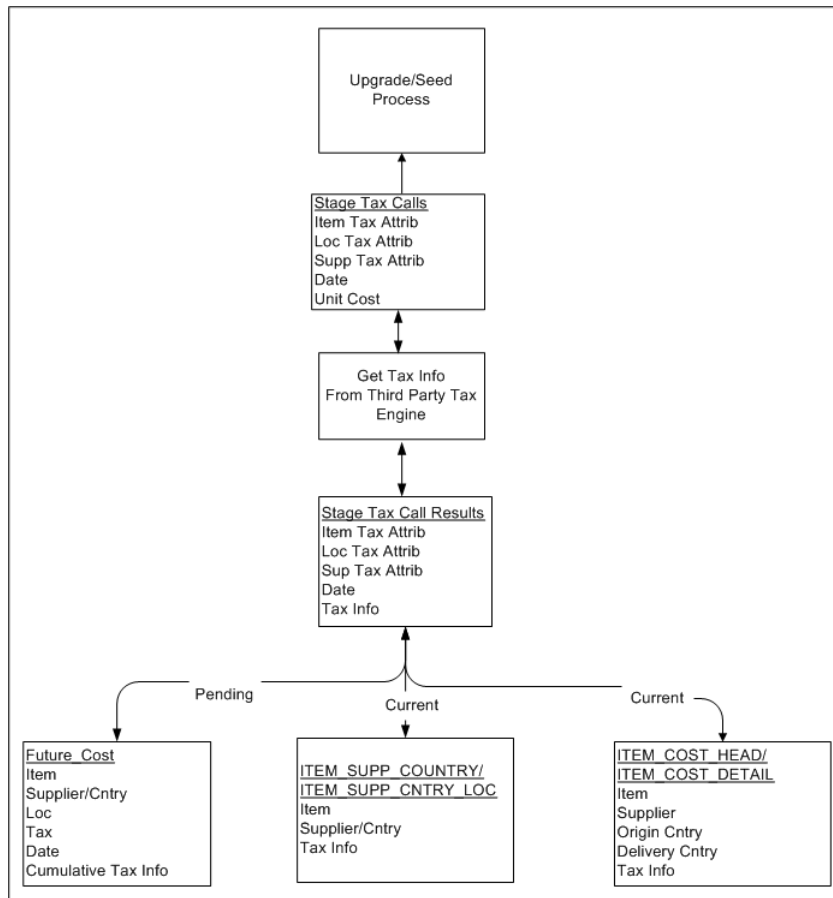 Upgrade/Seed
Process
Stage Tax Calls
Item Tax Attrib
Loc Tax Attrib
Supp Tax Attrib
Date
Unit Cost
Get Tax Info
From Third Party Tax
Engine
Stage Tax Call Results
Item Tax Attrib
Loc Tax Attrib
Sup Tax Attrib
Date
Tax Info
Pending
Current
Current
Future_Cost
Item
Supplier/Cntry
Loc
Tax
Date
Cumulative Tax Info
ITEM_SUPP_COUNTRY/
ITEM_SUPP_CNTRY_LOC
Item
Supplier/Cntry
Tax Info
ITEM_COST_HEAD/
ITEM_COST_DETAIL
Item
Supplier
Origin Cntry
Delivery Cntry
Tax Info